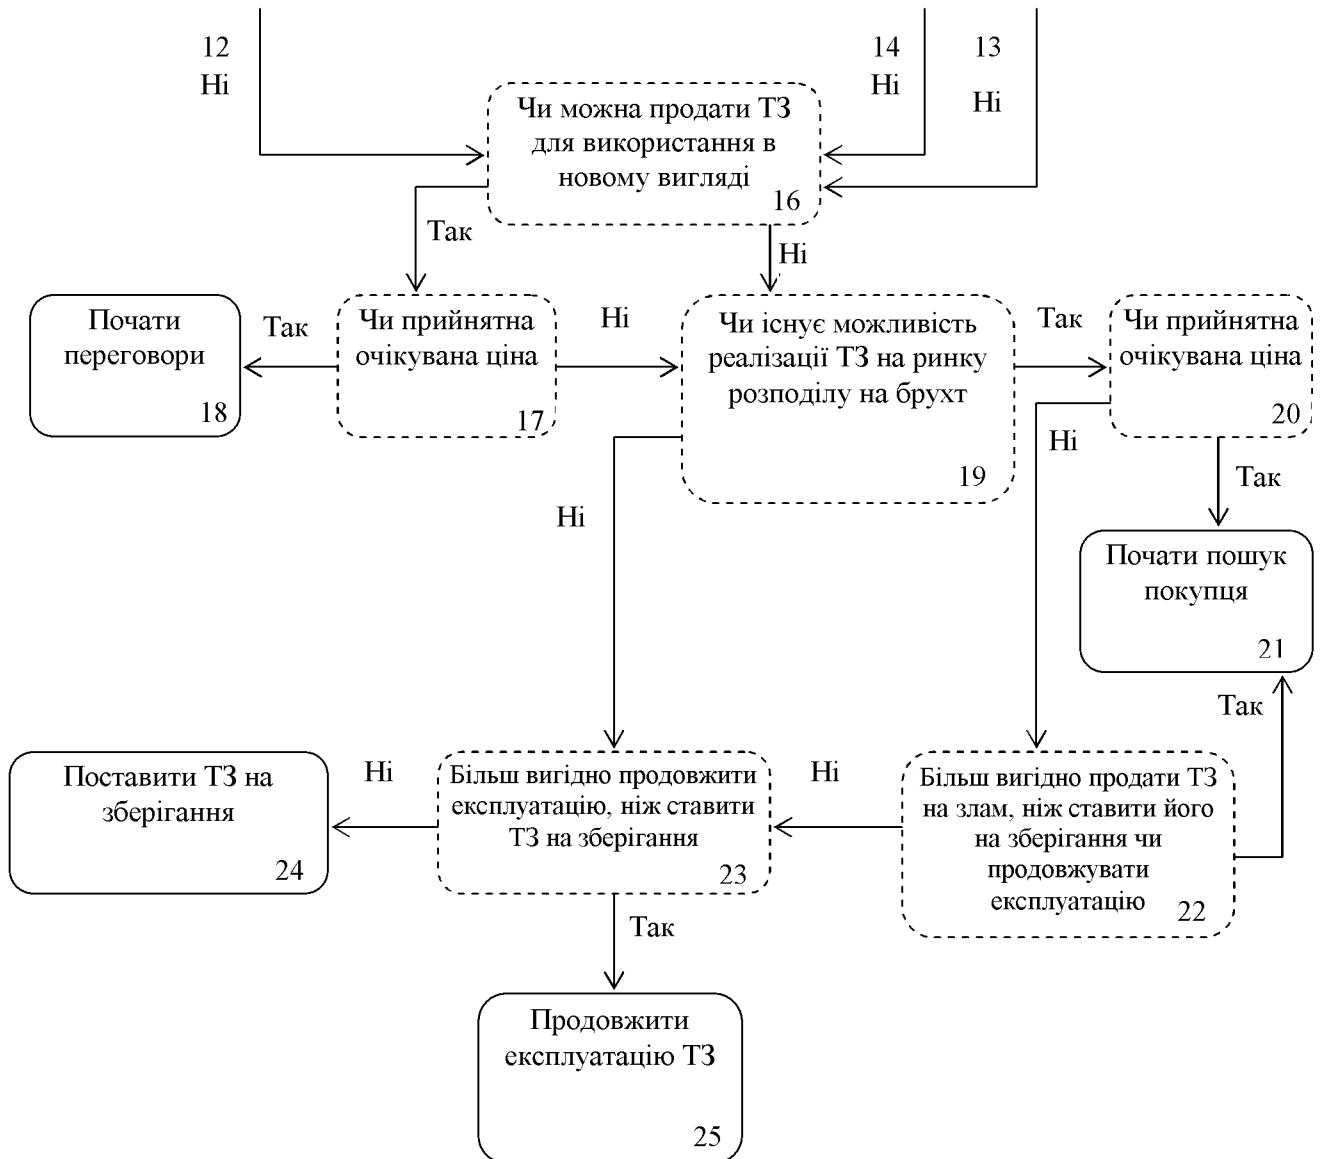 12
Ні
14
Ні
13
Ні
Чи можна продати ТЗ
для використання в
новому вигляді
16
Так
Ні
Почати
переговори
18
Так
Чи прийнятна
очікувана ціна
17
Ні
Чи існує можливість
реалізації ТЗ на ринку
розподілу на брухт
19
Так
Чи прийнятна
очікувана ціна
20
Ні
Ні
Так
Почати пошук
покупця
21
Так
Поставити ТЗ на
зберігання
24
Ні
Більш вигідно продовжити
експлуатацію, ніж ставити
ТЗ на зберігання
23
Ні
Більш вигідно продати ТЗ
на злам, ніж ставити його
на зберігання чи
продовжувати
експлуатацію
22
Так
Продовжити
експлуатацію ТЗ
25